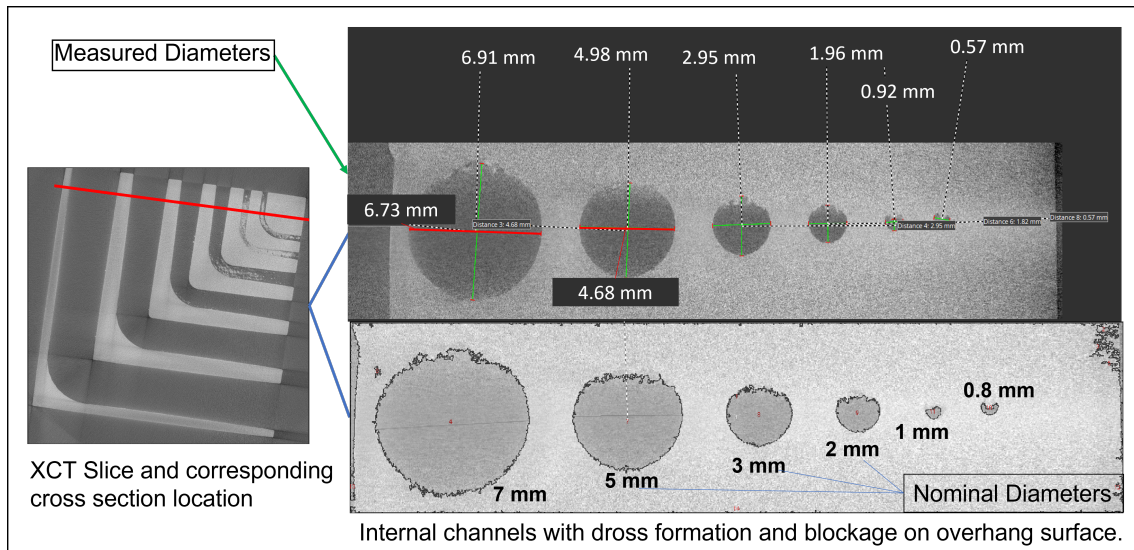 Measured Diameters
6.91 mm
4.98 mm
2.95 mm
1.96 mm
0.57 mm
0.92 mm
6.73 mm
Distance 3: 4.68 mm
Distance 4: 2.95 mm
Distance 6: 1.82 mm
Distance 8: 0.57 mm
4.68 mm
0.8 mm
1 mm
2 mm
3 mm
5 mm
7 mm
Nominal Diameters
XCT Slice and corresponding
cross section location
Internal channels with dross formation and blockage on overhang surface.